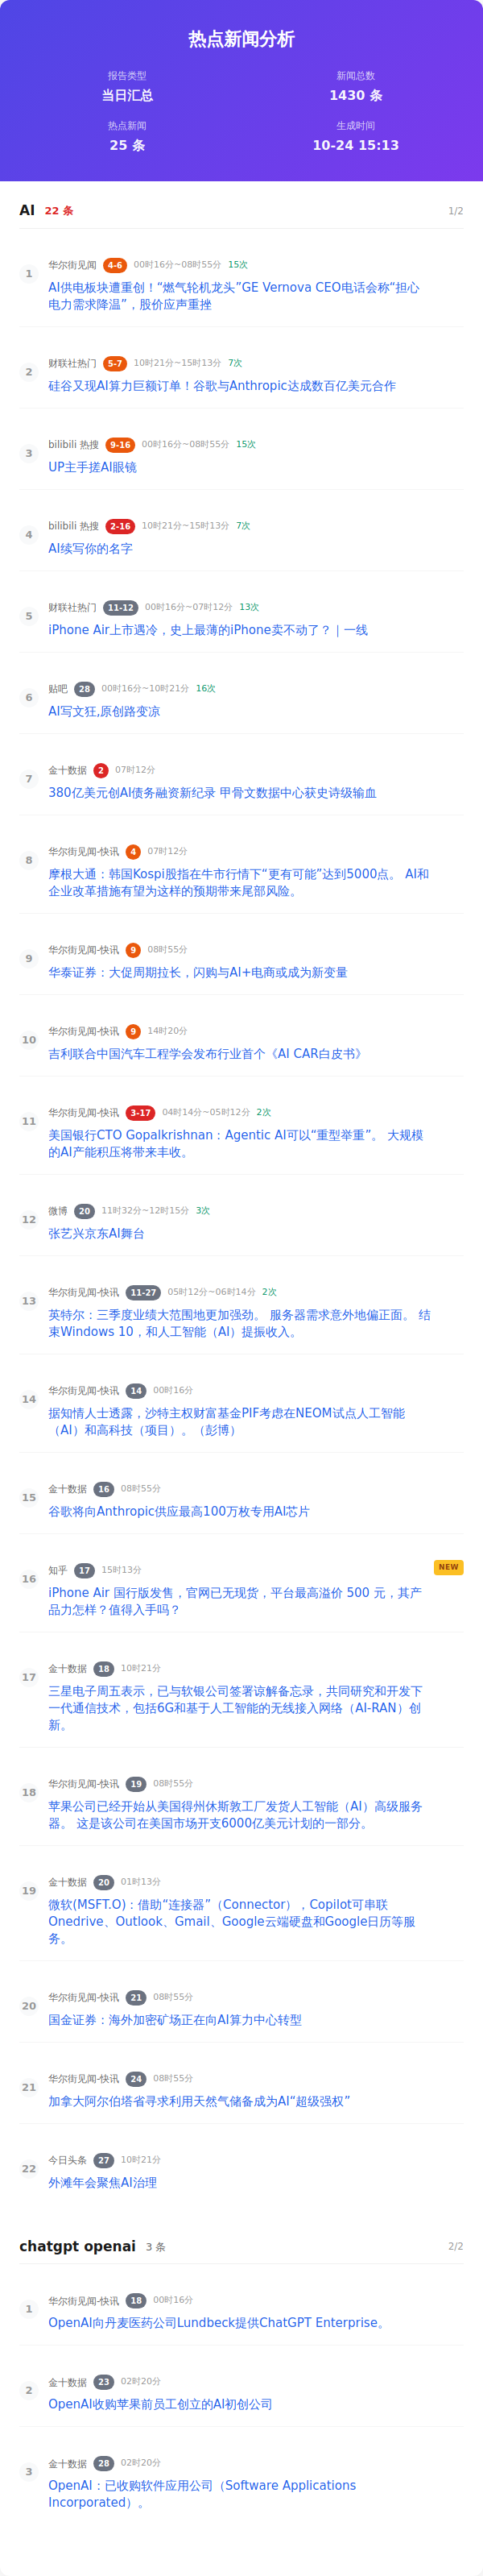 热点新闻分析
报告类型
新闻总数
当日汇总
1430 条
热点新闻
生成时间
25 条
10-24 15:13
AI 22 条 1/2
1
华尔街见闻 4-6 00时16分~08时55分 15次
AI供电板块遭重创！“燃气轮机龙头”GE Vernova CEO电话会称“担心
电力需求降温”，股价应声重挫
2
财联社热门 5-7 10时21分~15时13分 7次
硅谷又现AI算力巨额订单！谷歌与Anthropic达成数百亿美元合作
3
bilibili 热搜 9-16 00时16分~08时55分 15次
UP主手搓AI眼镜
4
bilibili 热搜 2-16 10时21分~15时13分 7次
AI续写你的名字
5
财联社热门 11-12 00时16分~07时12分 13次
iPhone Air上市遇冷，史上最薄的iPhone卖不动了？｜一线
6
贴吧 28 00时16分~10时21分 16次
AI写文狂,原创路变凉
7
金十数据 2 07时12分
380亿美元创AI债务融资新纪录 甲骨文数据中心获史诗级输血
8
华尔街见闻-快讯 4 07时12分
摩根大通：韩国Kospi股指在牛市行情下“更有可能”达到5000点。 AI和
企业改革措施有望为这样的预期带来尾部风险。
9
华尔街见闻-快讯 9 08时55分
华泰证券：大促周期拉长，闪购与AI+电商或成为新变量
10
华尔街见闻-快讯 9 14时20分
吉利联合中国汽车工程学会发布行业首个《AI CAR白皮书》
11
华尔街见闻-快讯 3-17 04时14分~05时12分 2次
美国银行CTO Gopalkrishnan：Agentic AI可以“重型举重”。 大规模
的AI产能积压将带来丰收。
12
微博 20 11时32分~12时15分 3次
张艺兴京东AI舞台
13
华尔街见闻-快讯 11-27 05时12分~06时14分 2次
英特尔：三季度业绩大范围地更加强劲。 服务器需求意外地偏正面。 结
束Windows 10，和人工智能（AI）提振收入。
14
华尔街见闻-快讯 14 00时16分
据知情人士透露，沙特主权财富基金PIF考虑在NEOM试点人工智能
（AI）和高科技（项目）。（彭博）
15
金十数据 16 08时55分
谷歌将向Anthropic供应最高100万枚专用AI芯片
16
知乎 17 15时13分 NEW
iPhone Air 国行版发售，官网已无现货，平台最高溢价 500 元，其产
品力怎样？值得入手吗？
17
金十数据 18 10时21分
三星电子周五表示，已与软银公司签署谅解备忘录，共同研究和开发下
一代通信技术，包括6G和基于人工智能的无线接入网络（AI-RAN）创
新。
18
华尔街见闻-快讯 19 08时55分
苹果公司已经开始从美国得州休斯敦工厂发货人工智能（AI）高级服务
器。 这是该公司在美国市场开支6000亿美元计划的一部分。
19
金十数据 20 01时13分
微软(MSFT.O)：借助“连接器”（Connector），Copilot可串联
Onedrive、Outlook、Gmail、Google云端硬盘和Google日历等服
务。
20
华尔街见闻-快讯 21 08时55分
国金证券：海外加密矿场正在向AI算力中心转型
21
华尔街见闻-快讯 24 08时55分
加拿大阿尔伯塔省寻求利用天然气储备成为AI“超级强权”
22
今日头条 27 10时21分
外滩年会聚焦AI治理
chatgpt openai 3 条 2/2
1
华尔街见闻-快讯 18 00时16分
OpenAI向丹麦医药公司Lundbeck提供ChatGPT Enterprise。
2
金十数据 23 02时20分
OpenAI收购苹果前员工创立的AI初创公司
3
金十数据 28 02时20分
OpenAI：已收购软件应用公司（Software Applications
Incorporated）。